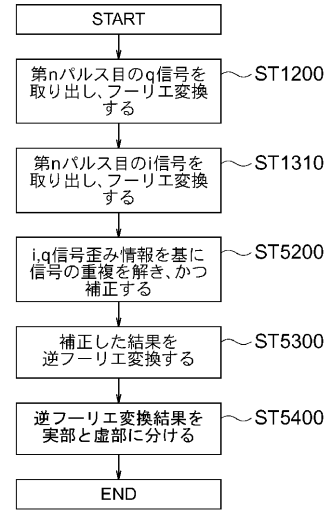 START
第nパルス目のq信号を
取り出し、フーリエ変換
する
ST1200
第nパルス目のi信号を
取り出し、フーリエ変換
する
ST1310
i,q信号歪み情報を基に
信号の重複を解き、かつ
補正する
ST5200
補正した結果を
逆フーリエ変換する
ST5300
逆フーリエ変換結果を
実部と虚部に分ける
ST5400
END